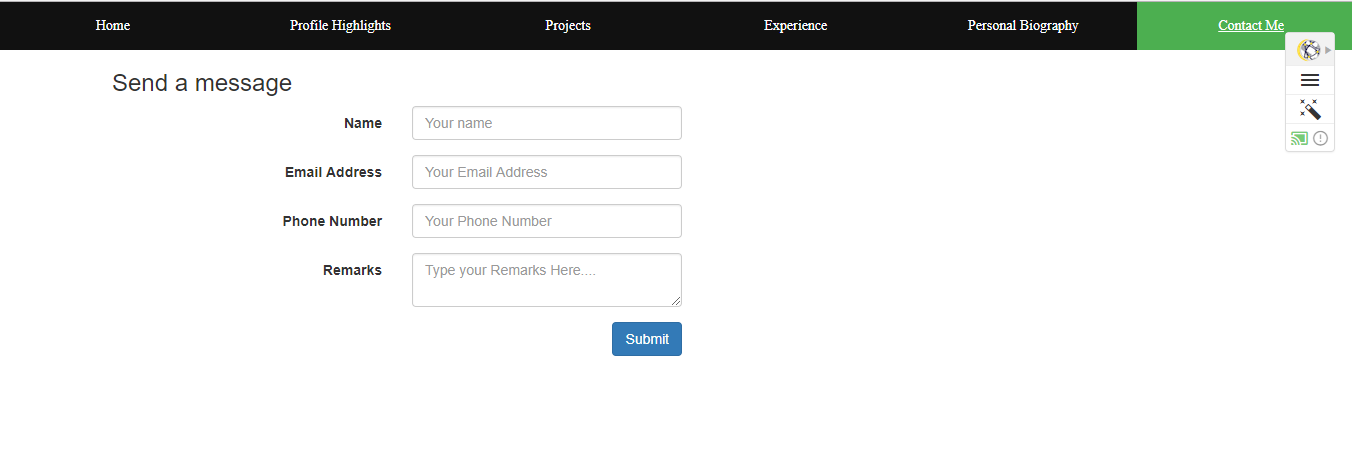 Home Profile Highlights Projects Experience Personal Biography Contact Me
Send a message
Name Your name
Email Address Your Email Address
Phone Number Your Phone Number
Remarks Type your Remarks Here....
Submit